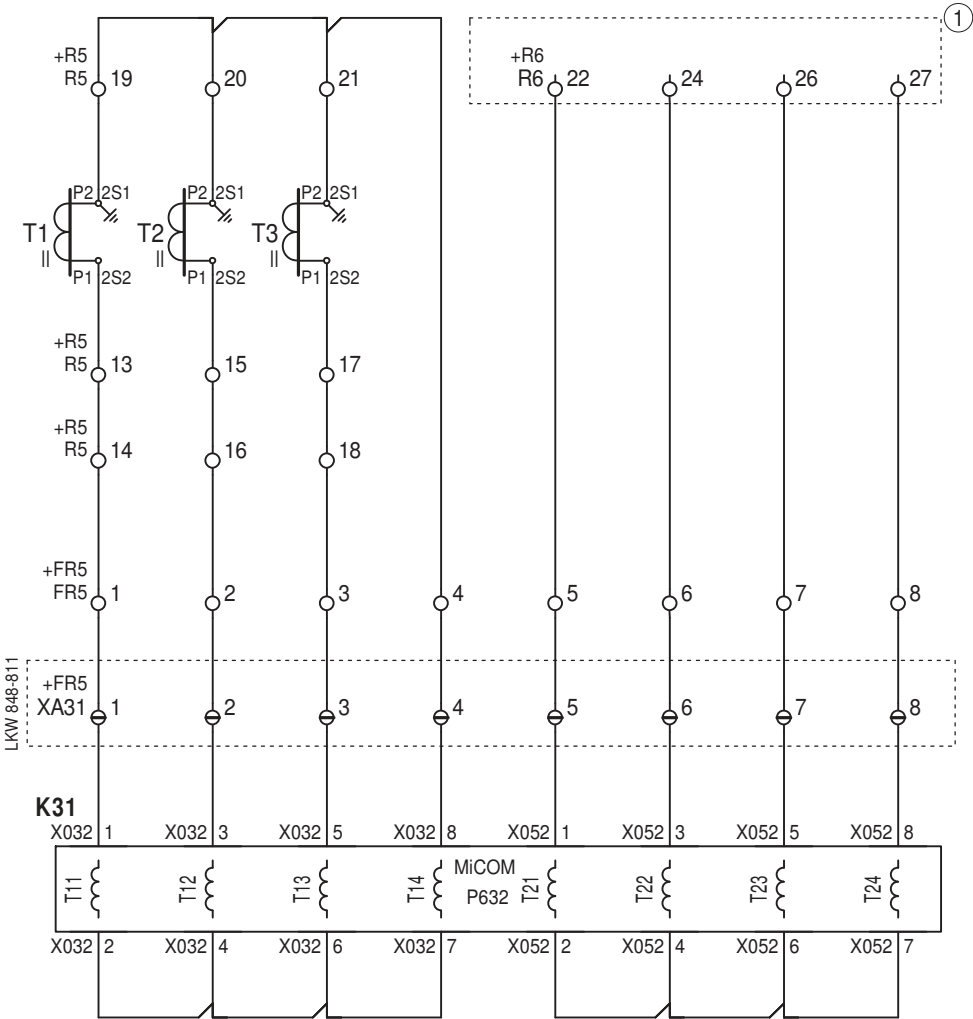 1
+R5
R5 19 20 21
+R6
R6 22 24 26 27
P2 2S1 P2 2S1 P2 2S1
T1 T2 T3
P1 2S2 P1 2S2 P1 2S2
+R5
R5 13 15 17
+R5
R5 14 16 18
+FR5
FR5 1 2 3 4 5 6 7 8
LKW 848-811
+FR5
XA31 1 2 3 4 5 6 7 8
K31
X032 1 X032 3 X032 5 X032 8 X052 1 X052 3 X052 5 X052 8
T11 T12 T13 T14 MiCOM P632 T21 T22 T23 T24
X032 2 X032 4 X032 6 X032 7 X052 2 X052 4 X052 6 X052 7